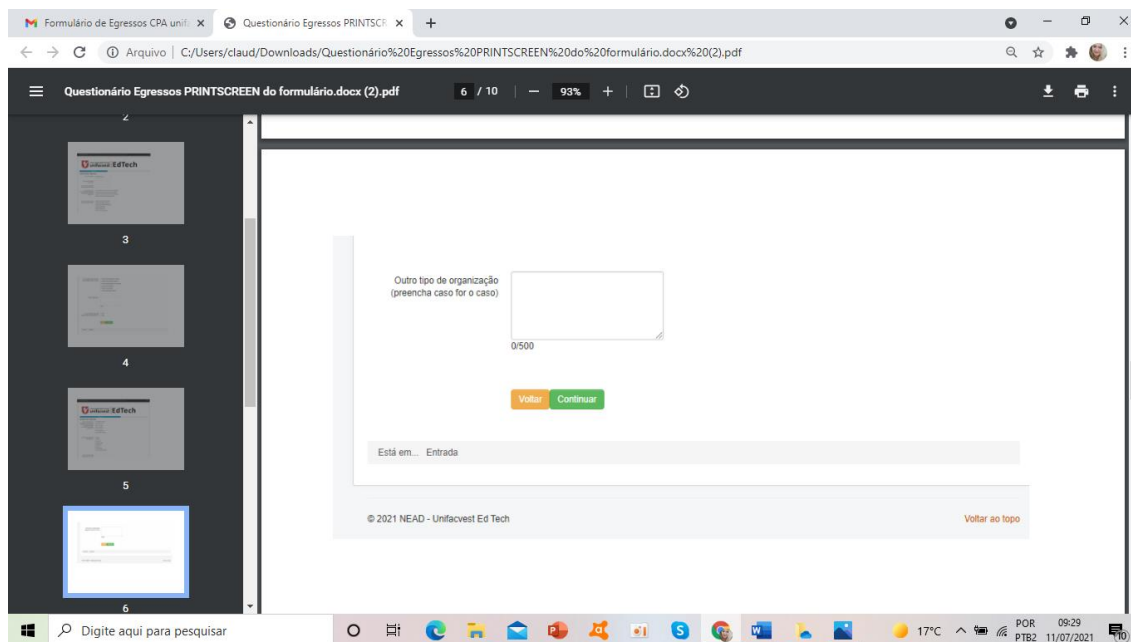 Formulário de Egressos CPA unif
Questionário Egressos PRINTSCR
Arquivo
C:/Users/claud/Downloads/Questionário%20Egressos%20PRINTSCREEN%20do%20formulário.docx%20(2).pdf
Questionário Egressos PRINTSCREEN do formulário.docx (2).pdf
6 / 10
93%
2
EdTech
3
4
EdTech
5
6
Outro tipo de organização
(preencha caso for o caso)
0/500
Voltar
Continuar
Está em... Entrada
© 2021 NEAD - Unifacvest Ed Tech
Voltar ao topo
Digite aqui para pesquisar
17°C
POR
PTB2
09:29
11/07/2021